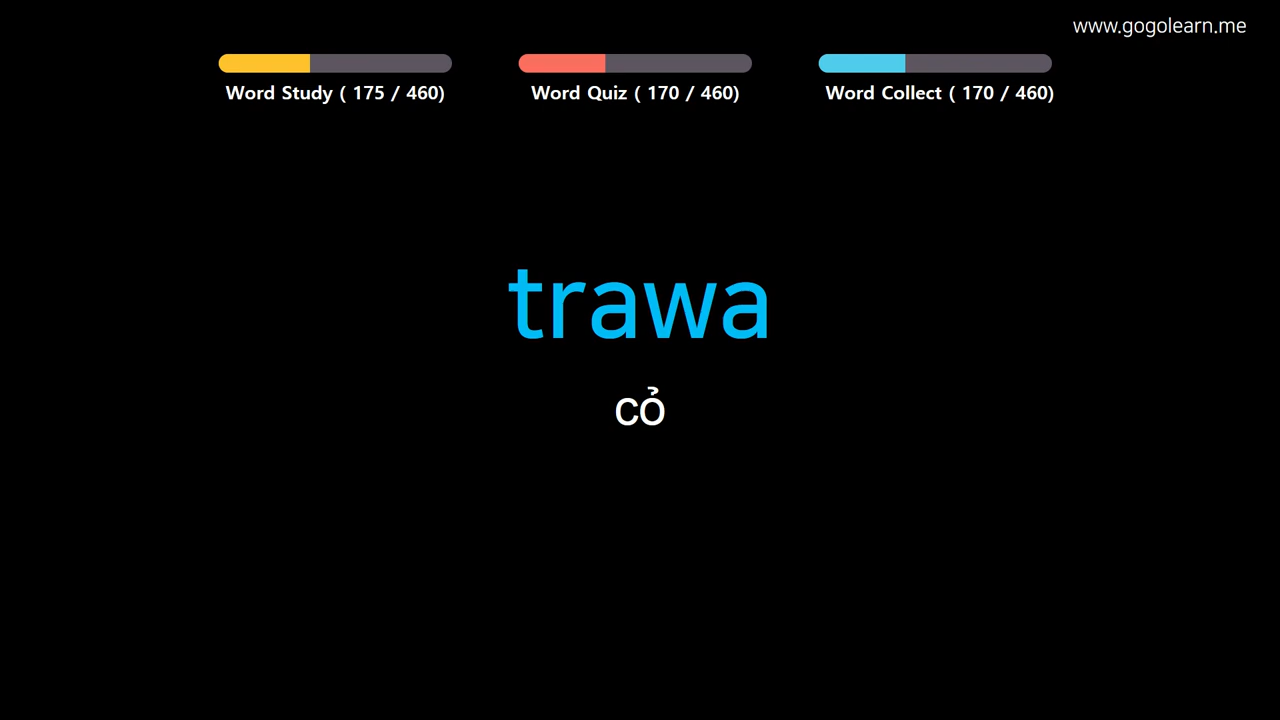 www.gogolearn.me
Word Study ( 175 / 460)
Word Quiz ( 170 / 460)
Word Collect ( 170 / 460)
trawa
cỏ